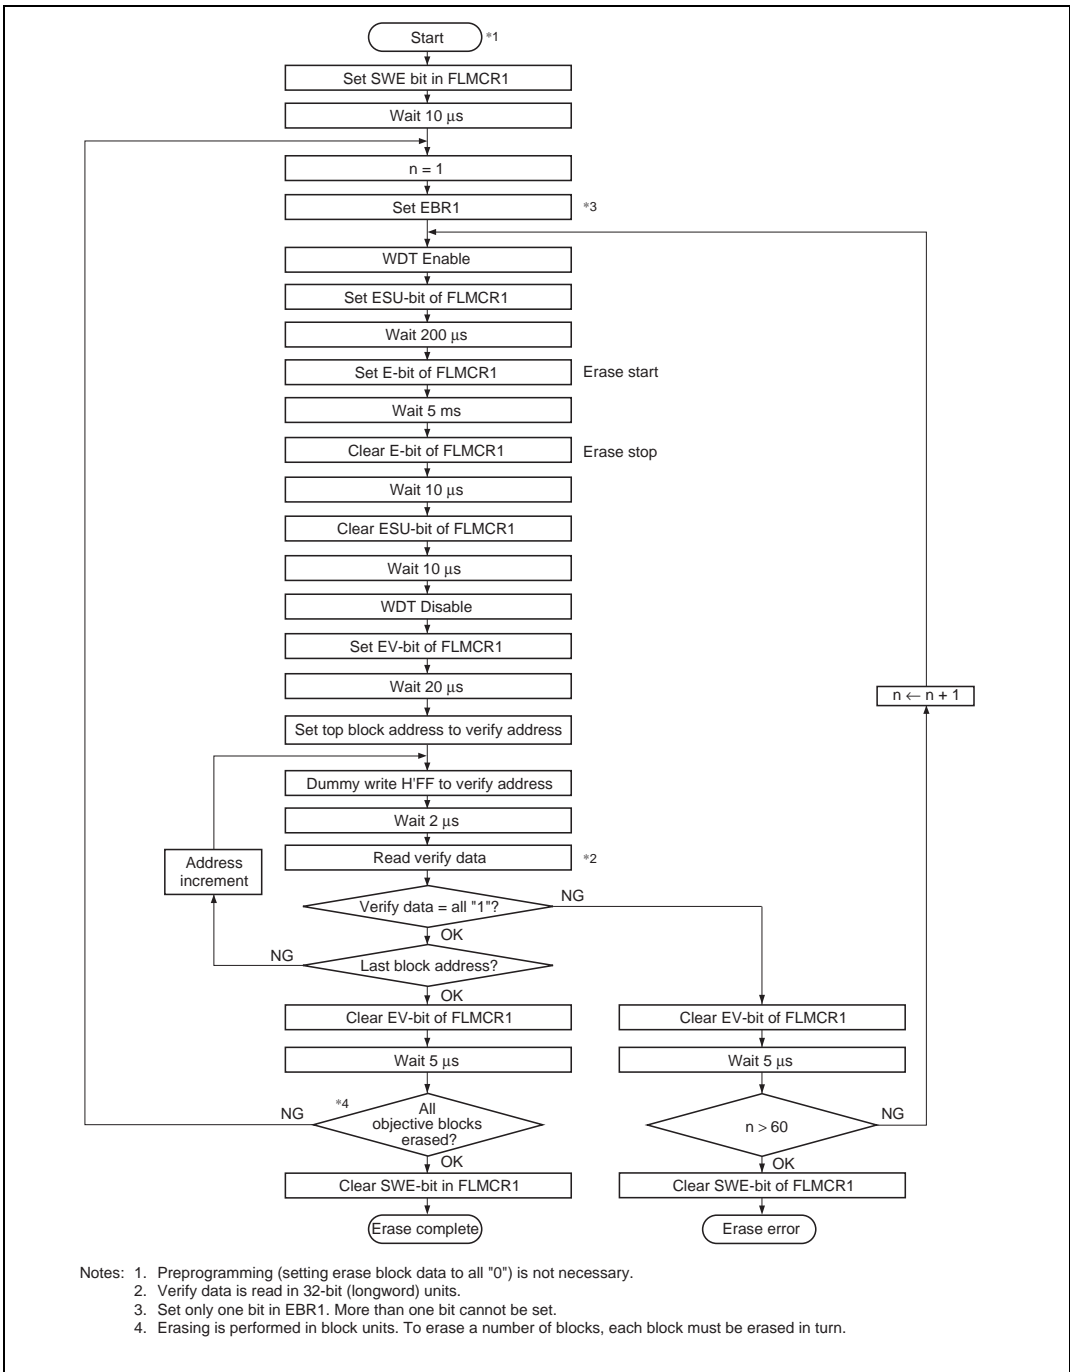 Start *1
Set SWE bit in FLMCR1
Wait 10 μs
n = 1
Set EBR1 *3
WDT Enable
Set ESU-bit of FLMCR1
Wait 200 μs
Set E-bit of FLMCR1 Erase start
Wait 5 ms
Clear E-bit of FLMCR1 Erase stop
Wait 10 μs
Clear ESU-bit of FLMCR1
Wait 10 μs
WDT Disable
Set EV-bit of FLMCR1
Wait 20 μs
n ← n + 1
Set top block address to verify address
Dummy write H'FF to verify address
Wait 2 μs
Read verify data *2
Address
increment
Verify data = all "1"?
NG
OK
NG
Last block address?
OK
Clear EV-bit of FLMCR1
Clear EV-bit of FLMCR1
Wait 5 μs
Wait 5 μs
NG
*4
All
objective blocks
erased?
n > 60
NG
OK
OK
Clear SWE-bit in FLMCR1
Clear SWE-bit of FLMCR1
Erase complete
Erase error
Notes: 1. Preprogramming (setting erase block data to all "0") is not necessary.
2. Verify data is read in 32-bit (longword) units.
3. Set only one bit in EBR1. More than one bit cannot be set.
4. Erasing is performed in block units. To erase a number of blocks, each block must be erased in turn.